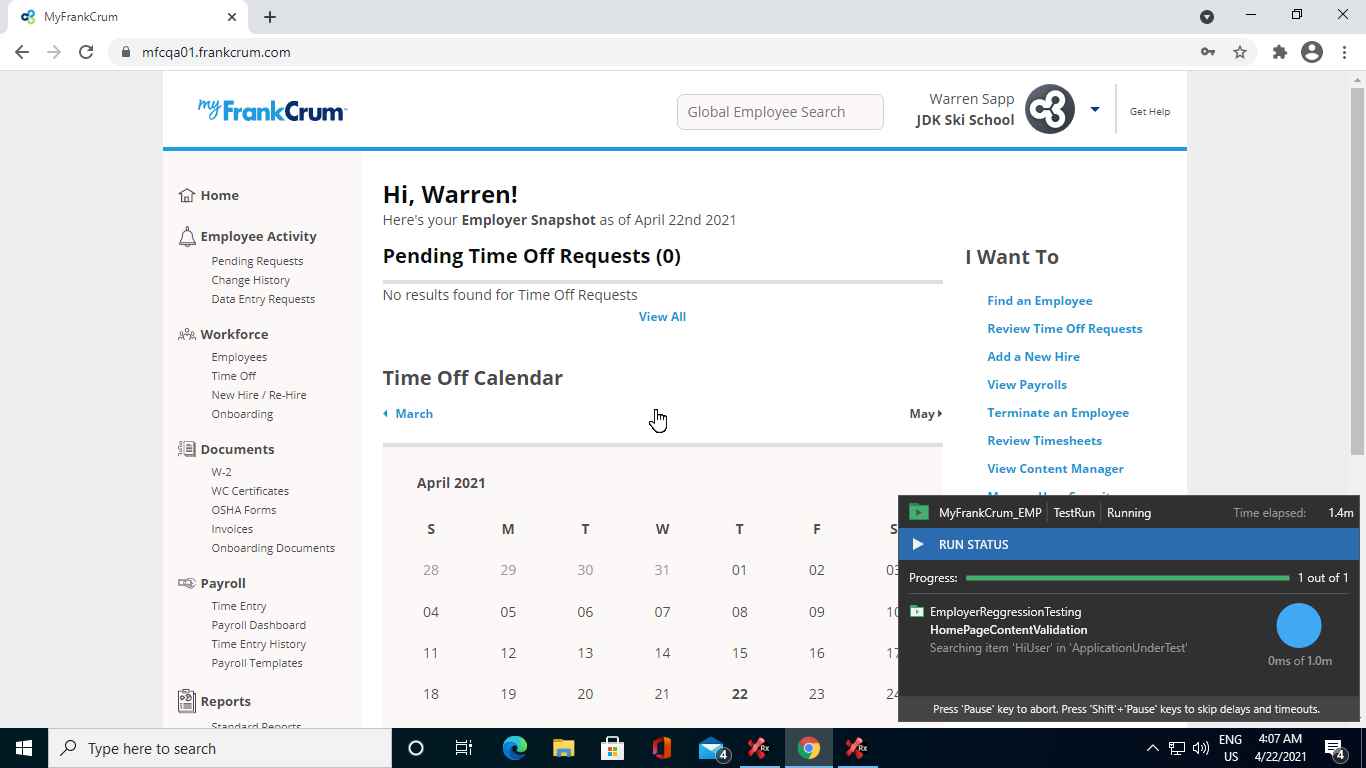 MyFrankCrum
mfcqa01.frankcrum.com
myFrankCrum
Global Employee Search
Warren Sapp
JDK Ski School
Get Help
Home
Employee Activity
Pending Requests
Change History
Data Entry Requests
Workforce
Employees
Time Off
New Hire / Re-Hire
Onboarding
Documents
W-2
WC Certificates
OSHA Forms
Invoices
Onboarding Documents
Payroll
Time Entry
Payroll Dashboard
Time Entry History
Payroll Templates
Reports
Standard Reports
Hi, Warren!
Here's your Employer Snapshot as of April 22nd 2021
Pending Time Off Requests (0)
No results found for Time Off Requests
View All
Time Off Calendar
March
May
April 2021
S M T W T F S
28 29 30 31 01 02 03
04 05 06 07 08 09 10
11 12 13 14 15 16 17
18 19 20 21 22 23 24
I Want To
Find an Employee
Review Time Off Requests
Add a New Hire
View Payrolls
Terminate an Employee
Review Timesheets
View Content Manager
MyFrankCrum_EMP TestRun Running Time elapsed: 1.4m
RUN STATUS
Progress: 1 out of 1
EmployerReggressionTesting
HomePageContentValidation
Searching item 'HiUser' in 'ApplicationUnderTest'
0ms of 1.0m
Press 'Pause' key to abort. Press 'Shift'+'Pause' keys to skip delays and timeouts.
Type here to search
4
Rx
Rx
ENG
US
4:07 AM
4/22/2021
4